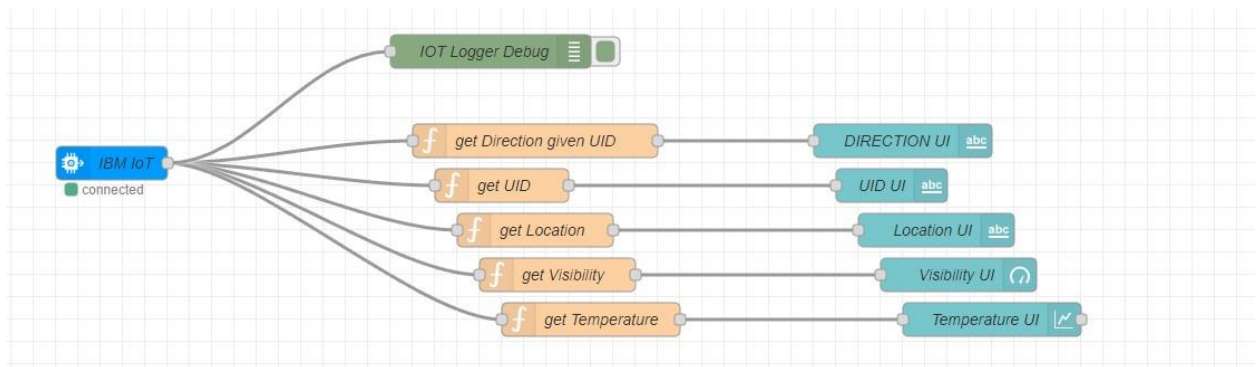 IOT Logger Debug
IBM IoT
connected
get Direction given UID
DIRECTION UI
abc
get UID
UID UI
abc
get Location
Location UI
abc
get Visibility
Visibility UI
get Temperature
Temperature UI